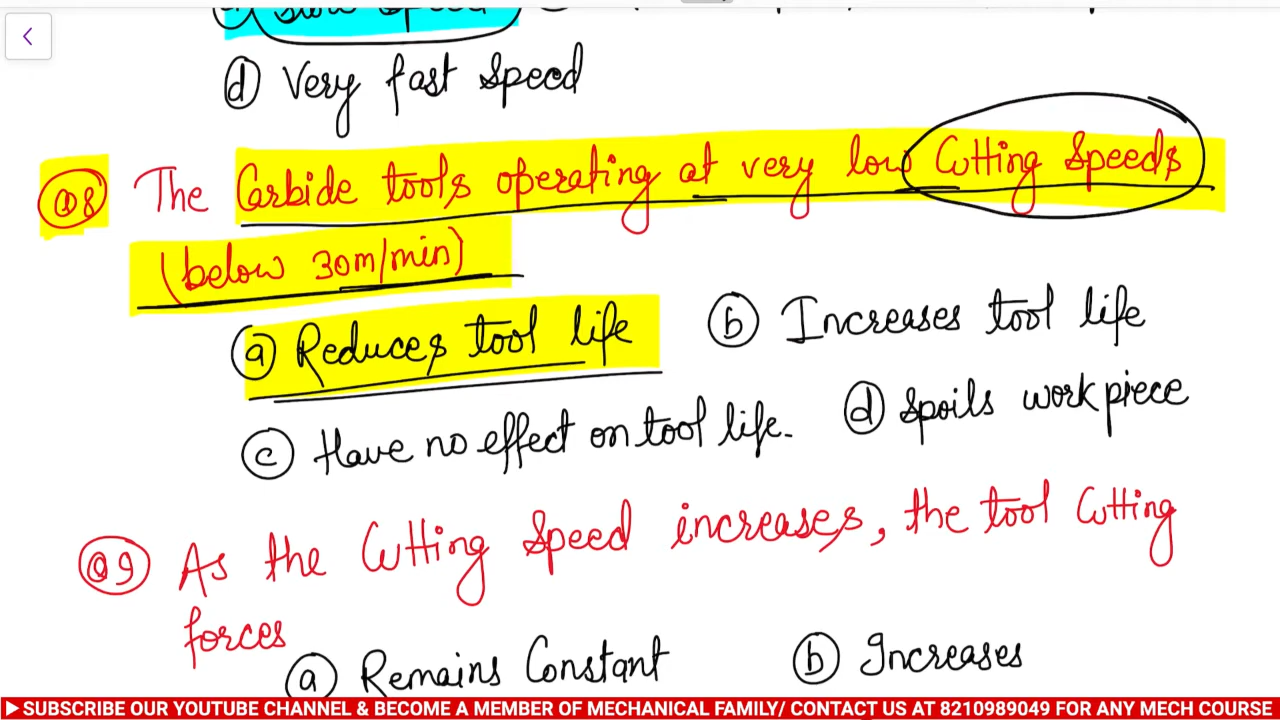 ⓓ Very fast Speed
Q8 The Carbide tools operating at very low Cutting Speeds
(below 30m/min)
ⓐ Reduces tool life ⓑ Increases tool life
ⓒ Have no effect on tool life. ⓓ Spoils workpiece
Q9 As the Cutting Speed increases, the tool Cutting
forces
ⓐ Remains Constant ⓑ Increases
▶SUBSCRIBE OUR YOUTUBE CHANNEL & BECOME A MEMBER OF MECHANICAL FAMILY/ CONTACT US AT 8210989049 FOR ANY MECH COURSE